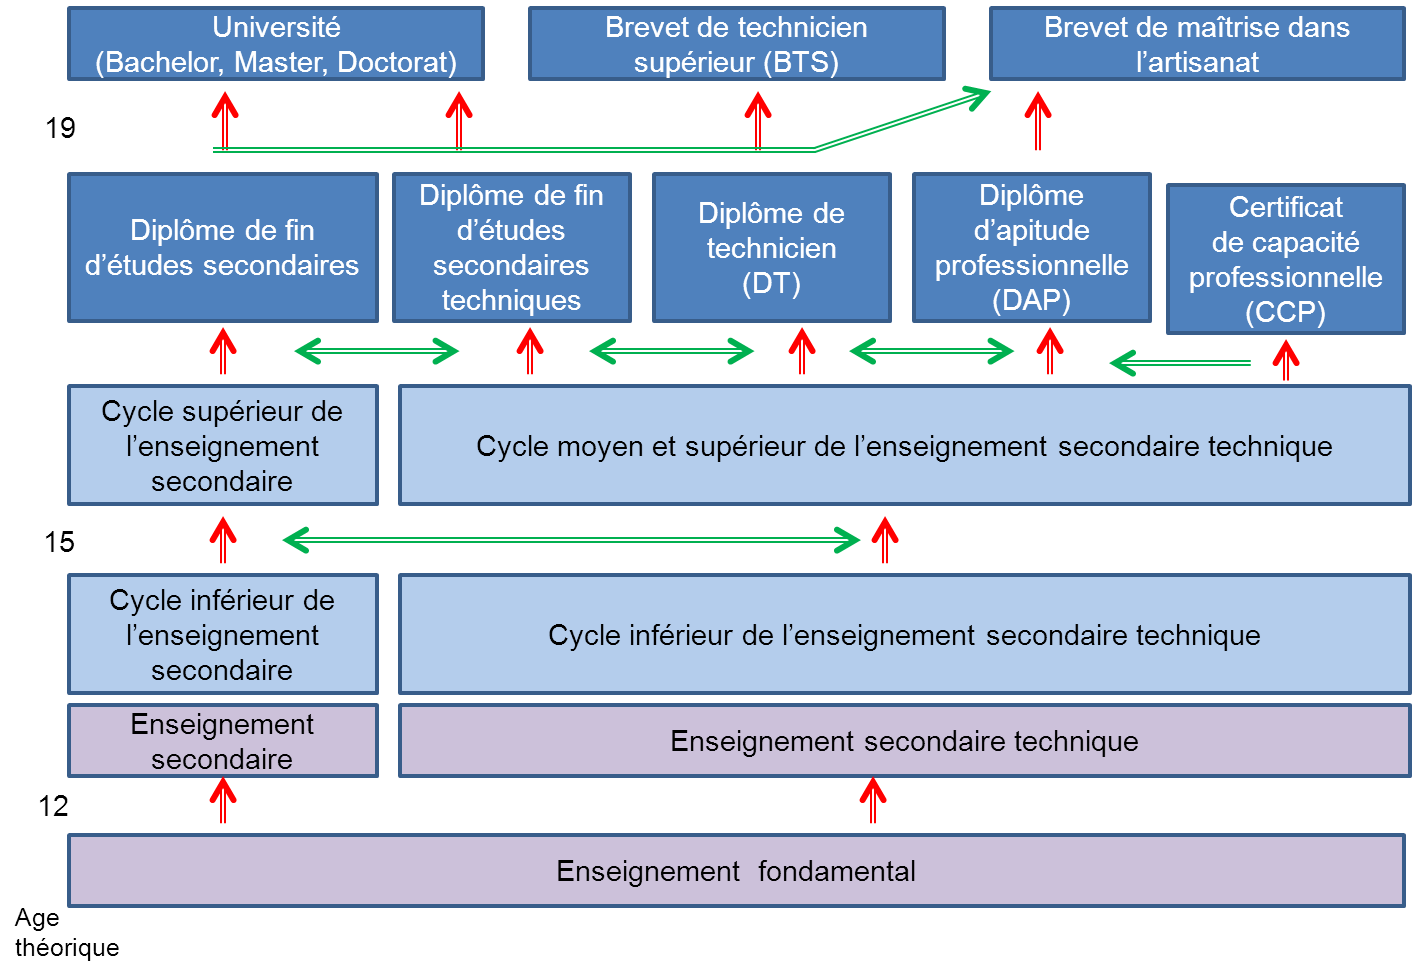 Université
(Bachelor, Master, Doctorat)
Brevet de technicien
supérieur (BTS)
Brevet de maîtrise dans
l’artisanat
19
Diplôme de fin
d’études secondaires
Diplôme de fin
d’études
secondaires
techniques
Diplôme de
technicien
(DT)
Diplôme
d’apitude
professionnelle
(DAP)
Certificat
de capacité
professionnelle
(CCP)
Cycle supérieur de
l’enseignement
secondaire
Cycle moyen et supérieur de l’enseignement secondaire technique
15
Cycle inférieur de
l’enseignement
secondaire
Cycle inférieur de l’enseignement secondaire technique
Enseignement
secondaire
Enseignement secondaire technique
12
Enseignement fondamental
Age
théorique